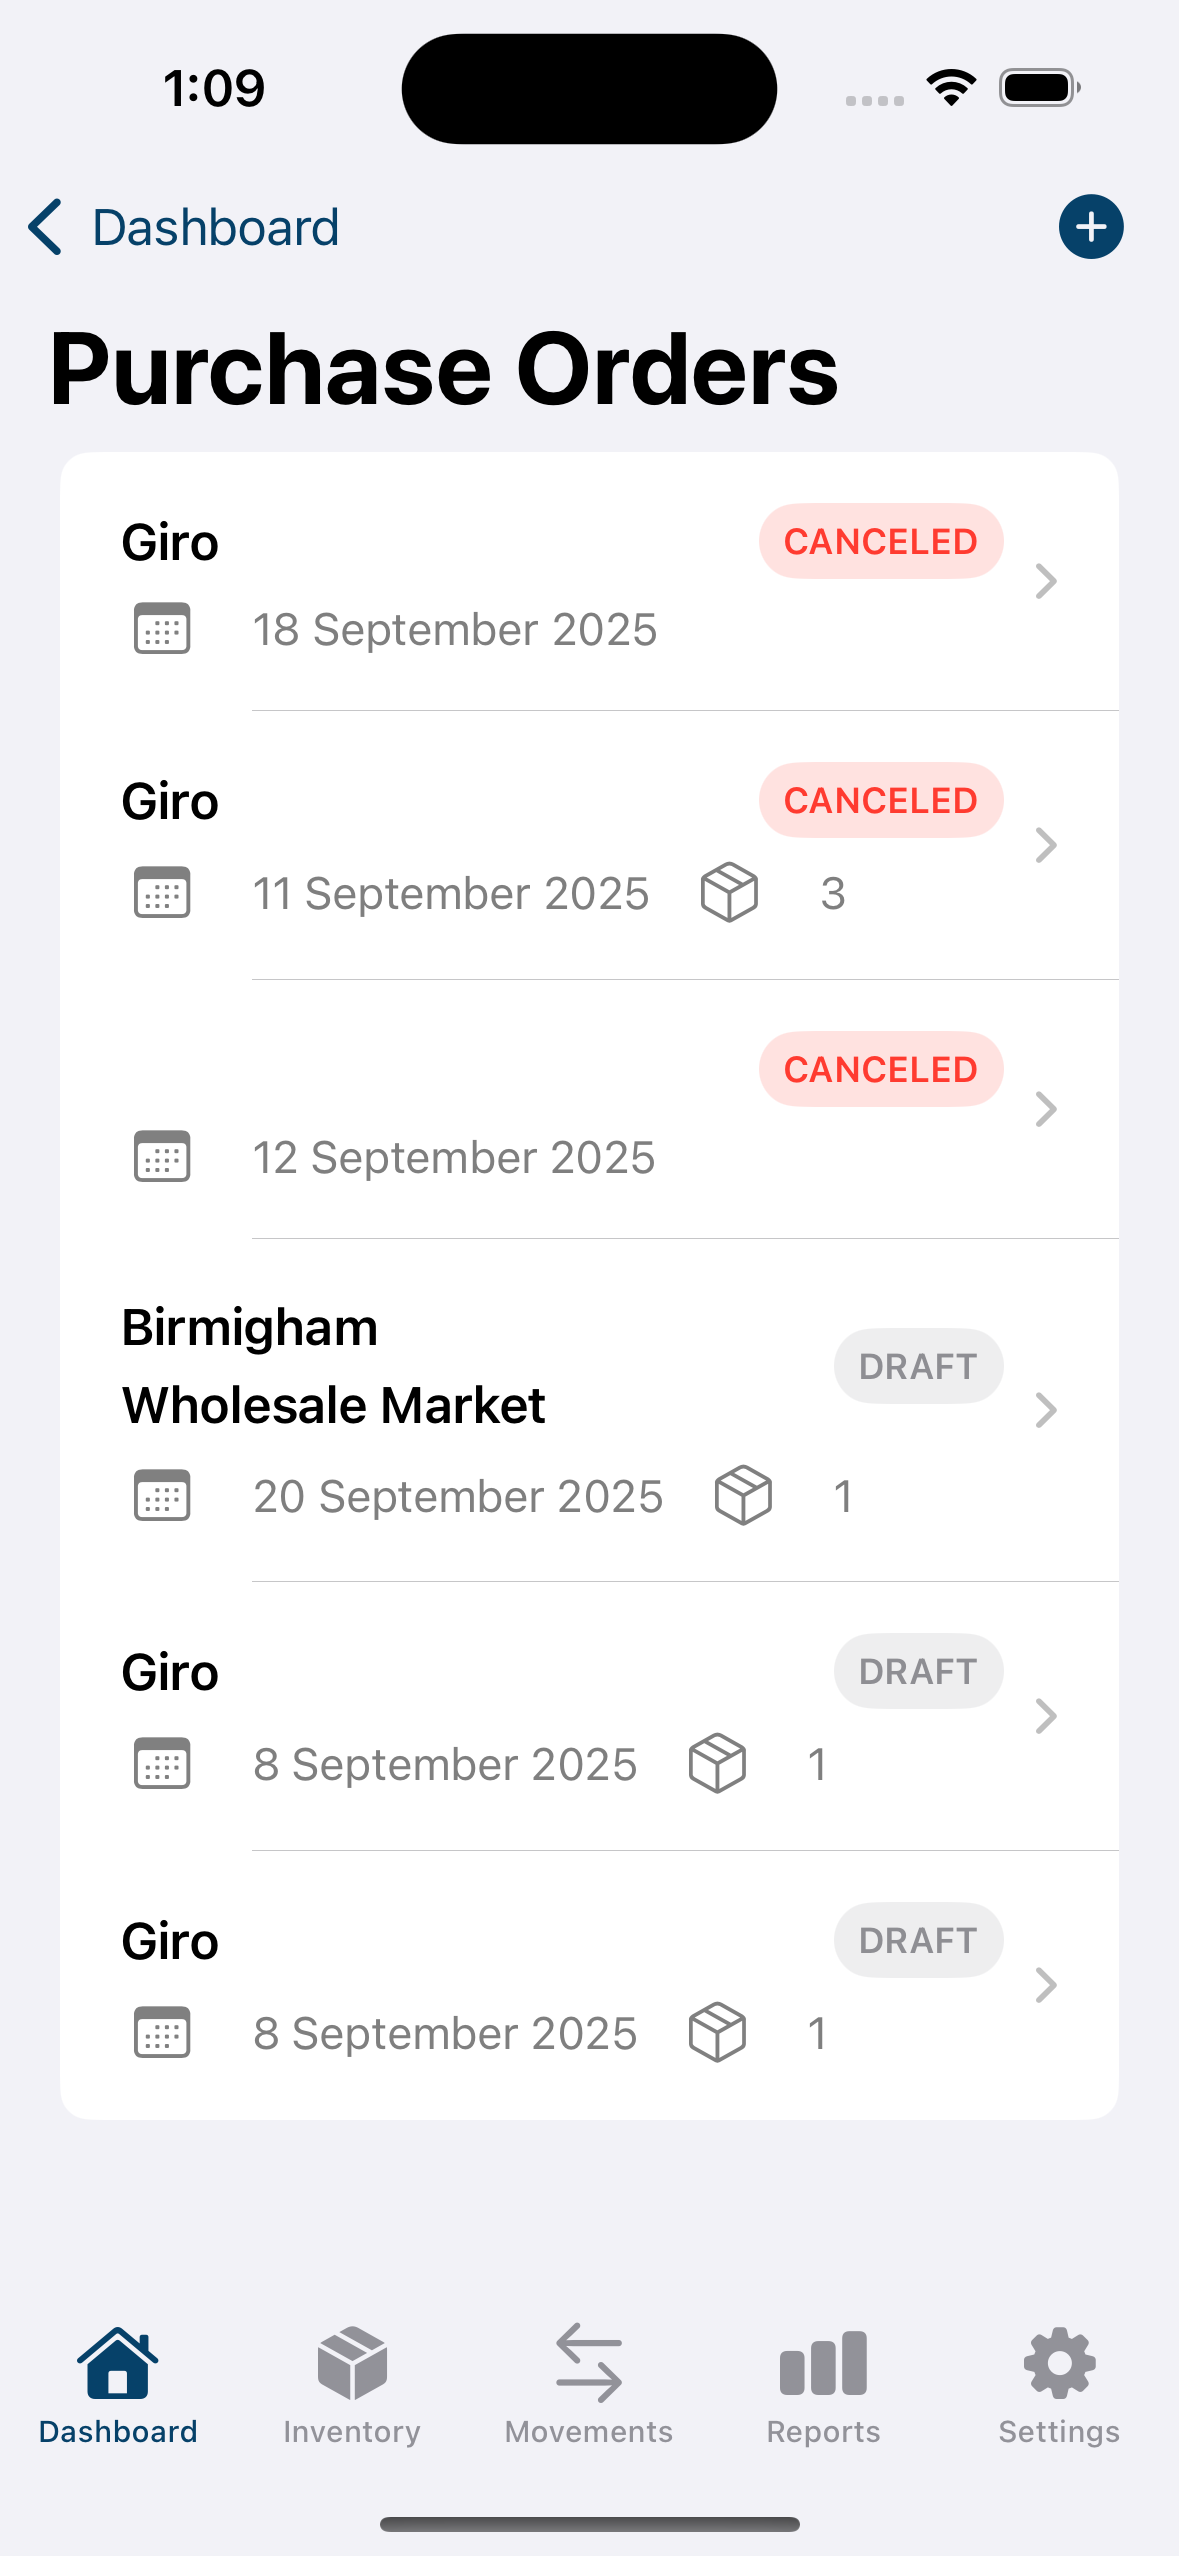 1:09
Dashboard
Purchase Orders
Giro
CANCELED
18 September 2025
Giro
CANCELED
11 September 2025 3
CANCELED
12 September 2025
Birmigham
Wholesale Market
DRAFT
20 September 2025 1
Giro
DRAFT
8 September 2025 1
Giro
DRAFT
8 September 2025 1
Dashboard Inventory Movements Reports Settings